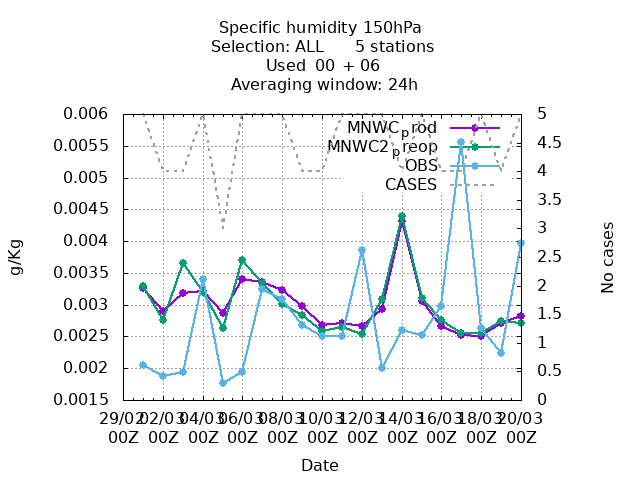 Specific humidity 150hPa
Selection: ALL 5 stations
Used 00 + 06
Averaging window: 24h
g/Kg
0.006
0.0055
0.005
0.0045
0.004
0.0035
0.003
0.0025
0.002
0.0015
MNWC_prod
MNWC2_preop
OBS
CASES
5
4.5
4
3.5
3
2.5
2
1.5
1
0.5
0
No cases
29/02 02/03 04/03 06/03 08/03 10/03 12/03 14/03 16/03 18/03 20/03
00Z 00Z 00Z 00Z 00Z 00Z 00Z 00Z 00Z 00Z 00Z
Date